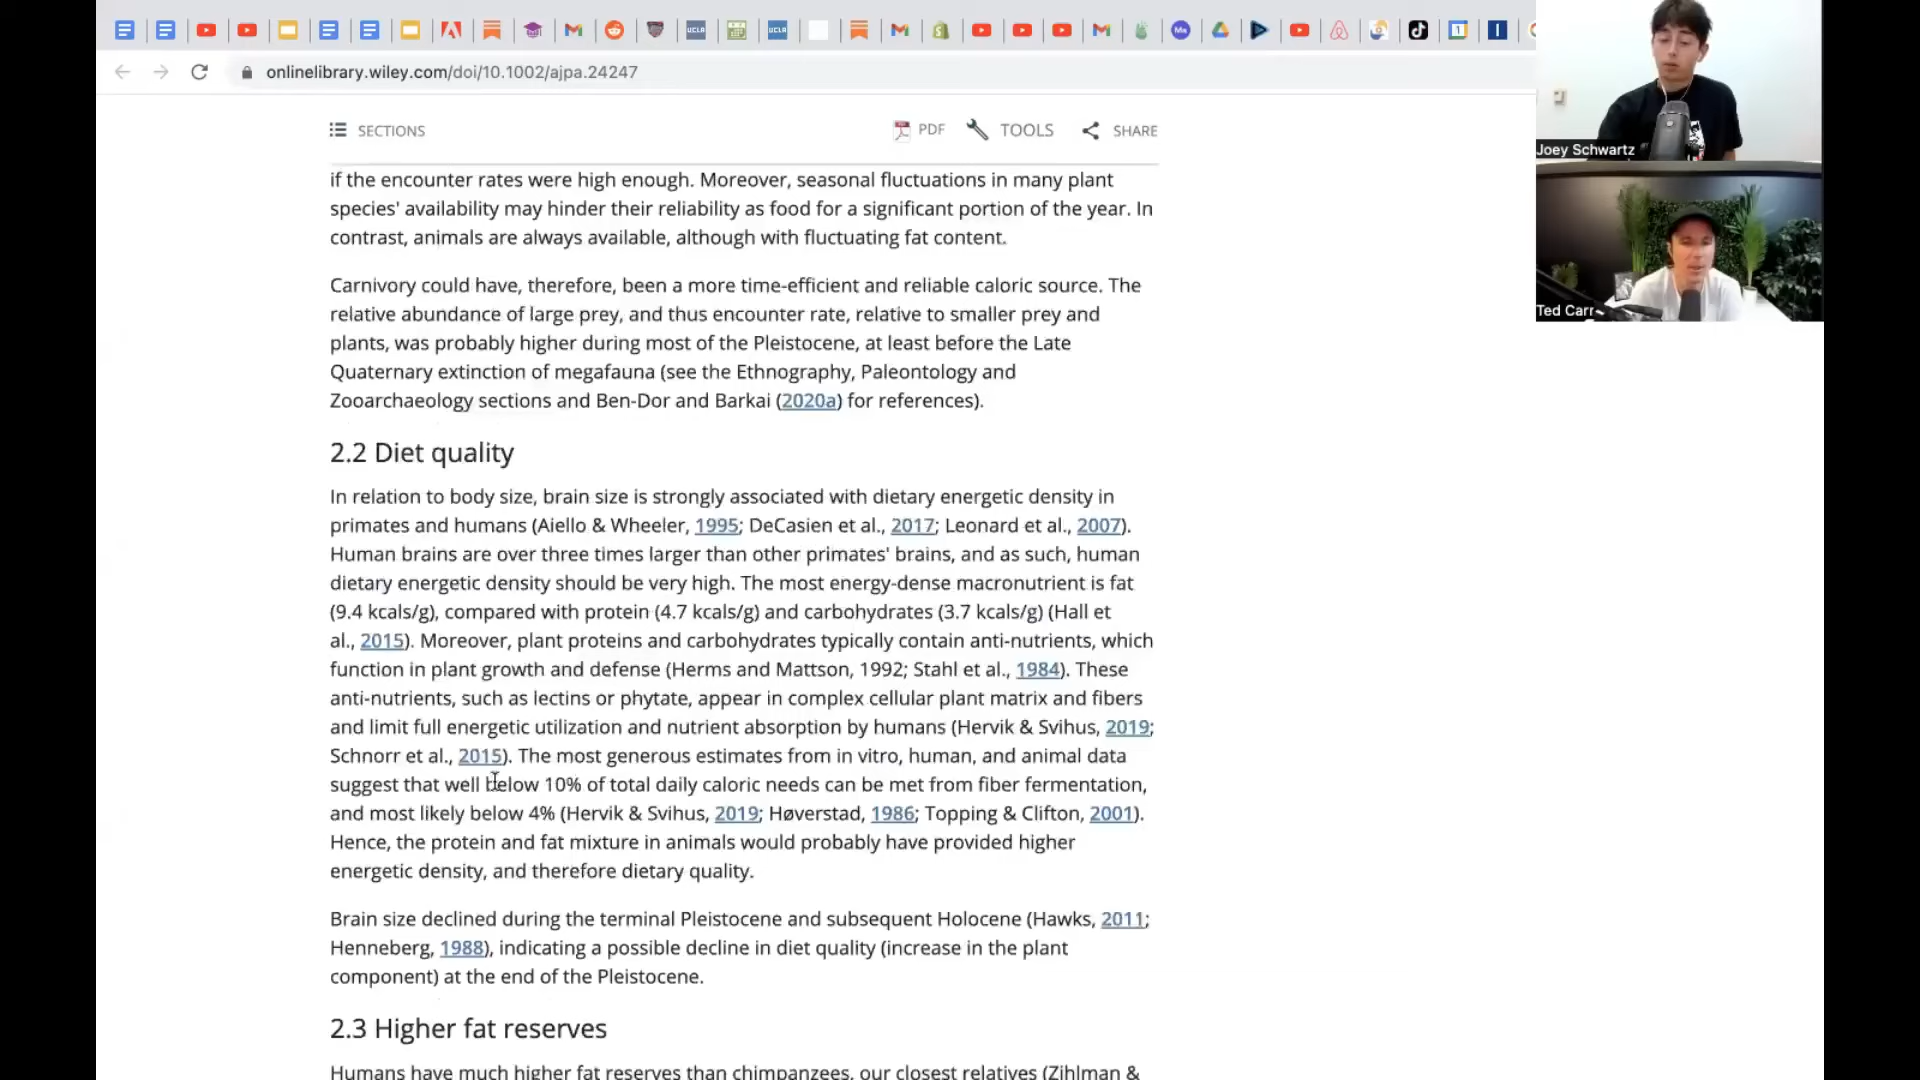 UCLA
UCLA
Me
1
onlinelibrary.wiley.com/doi/10.1002/ajpa.24247
SECTIONS
PDF
TOOLS
SHARE
Joey Schwartz
Ted Carr
if the encounter rates were high enough. Moreover, seasonal fluctuations in many plant
species' availability may hinder their reliability as food for a significant portion of the year. In
contrast, animals are always available, although with fluctuating fat content.
Carnivory could have, therefore, been a more time-efficient and reliable caloric source. The
relative abundance of large prey, and thus encounter rate, relative to smaller prey and
plants, was probably higher during most of the Pleistocene, at least before the Late
Quaternary extinction of megafauna (see the Ethnography, Paleontology and
Zooarchaeology sections and Ben-Dor and Barkai (2020a) for references).
2.2 Diet quality
In relation to body size, brain size is strongly associated with dietary energetic density in
primates and humans (Aiello & Wheeler, 1995; DeCasien et al., 2017; Leonard et al., 2007).
Human brains are over three times larger than other primates' brains, and as such, human
dietary energetic density should be very high. The most energy-dense macronutrient is fat
(9.4 kcals/g), compared with protein (4.7 kcals/g) and carbohydrates (3.7 kcals/g) (Hall et
al., 2015). Moreover, plant proteins and carbohydrates typically contain anti-nutrients, which
function in plant growth and defense (Herms and Mattson, 1992; Stahl et al., 1984). These
anti-nutrients, such as lectins or phytate, appear in complex cellular plant matrix and fibers
and limit full energetic utilization and nutrient absorption by humans (Hervik & Svihus, 2019;
Schnorr et al., 2015). The most generous estimates from in vitro, human, and animal data
suggest that well below 10% of total daily caloric needs can be met from fiber fermentation,
and most likely below 4% (Hervik & Svihus, 2019; Høverstad, 1986; Topping & Clifton, 2001).
Hence, the protein and fat mixture in animals would probably have provided higher
energetic density, and therefore dietary quality.
Brain size declined during the terminal Pleistocene and subsequent Holocene (Hawks, 2011;
Henneberg, 1988), indicating a possible decline in diet quality (increase in the plant
component) at the end of the Pleistocene.
2.3 Higher fat reserves
Humans have much higher fat reserves than chimpanzees, our closest relatives (Zihlman &